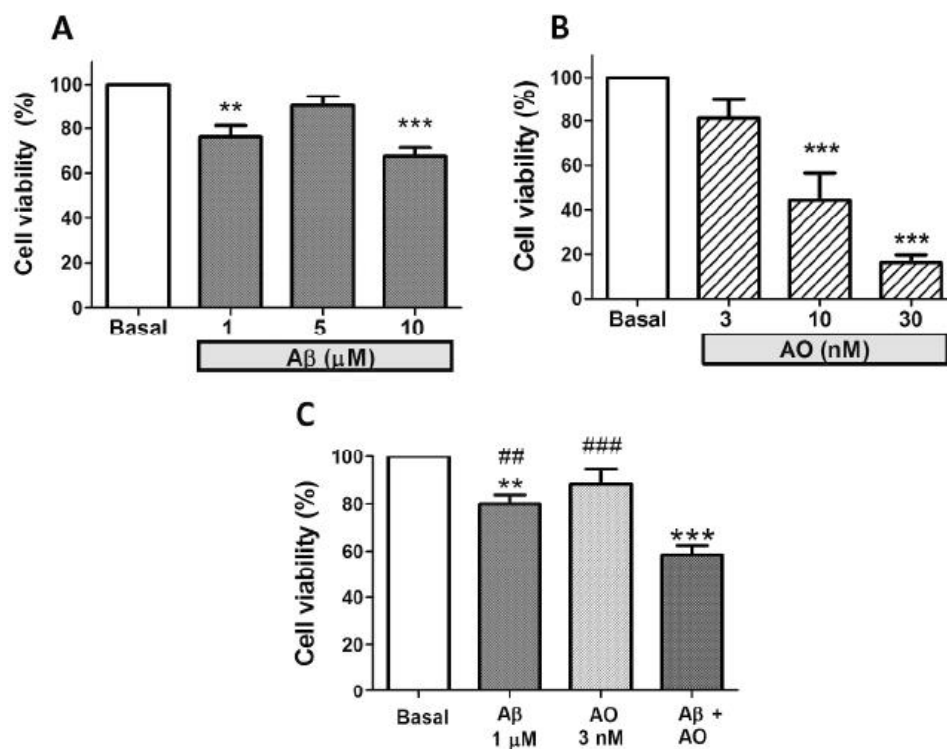 A
Cell viability (%)
100
80
60
40
20
0
**
***
Basal
1
5
10
Aβ (μM)
B
Cell viability (%)
100
80
60
40
20
0
***
***
Basal
3
10
30
AO (nM)
C
Cell viability (%)
100
80
60
40
20
0
##
**
###
***
Basal
Aβ
1 μM
AO
3 nM
Aβ +
AO